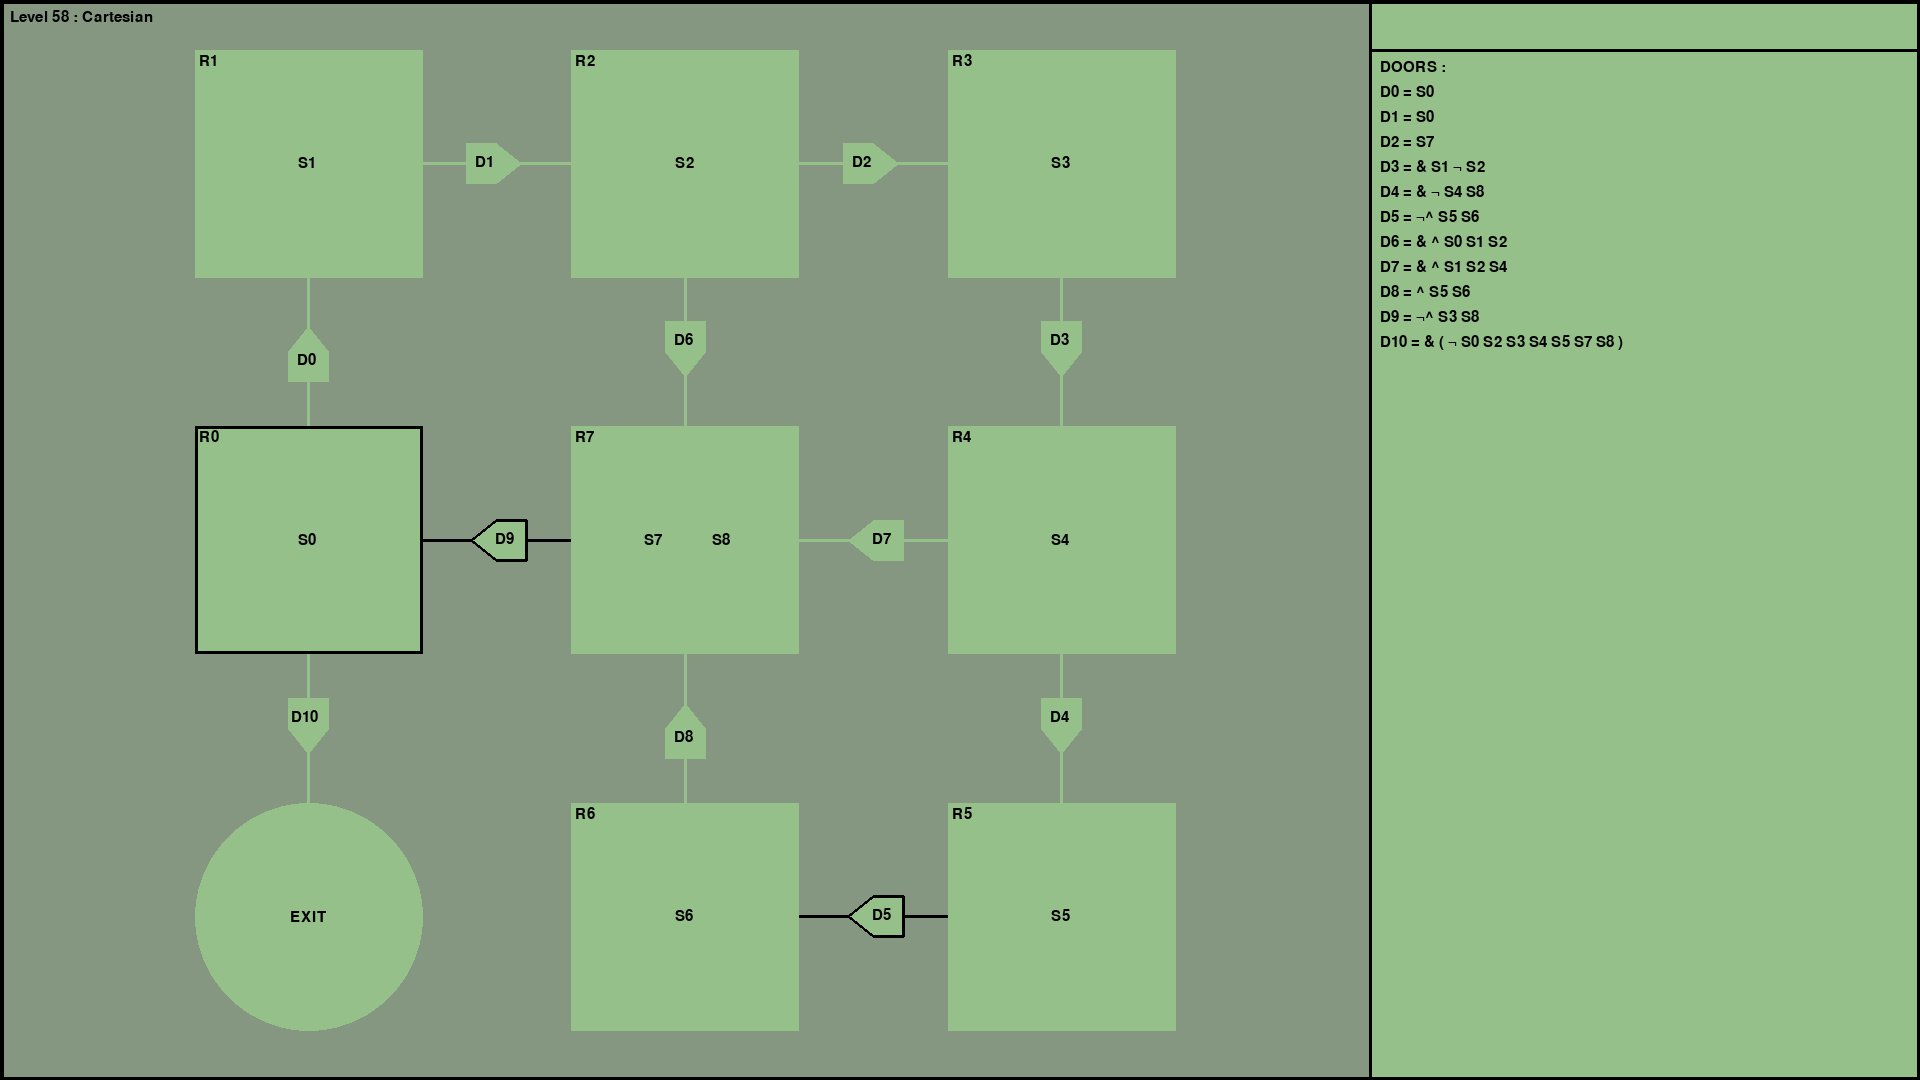 Level 58 : Cartesian
R1
S1
D1
R2
S2
D2
R3
S3
D0
D6
D3
R0
S0
D9
R7
S7 S8
D7
R4
S4
D10
D8
D4
EXIT
R6
S6
D5
R5
S5
DOORS :
D0 = S0
D1 = S0
D2 = S7
D3 = & S1 ¬ S2
D4 = & ¬ S4 S8
D5 = ¬^ S5 S6
D6 = & ^ S0 S1 S2
D7 = & ^ S1 S2 S4
D8 = ^ S5 S6
D9 = ¬^ S3 S8
D10 = & ( ¬ S0 S2 S3 S4 S5 S7 S8 )